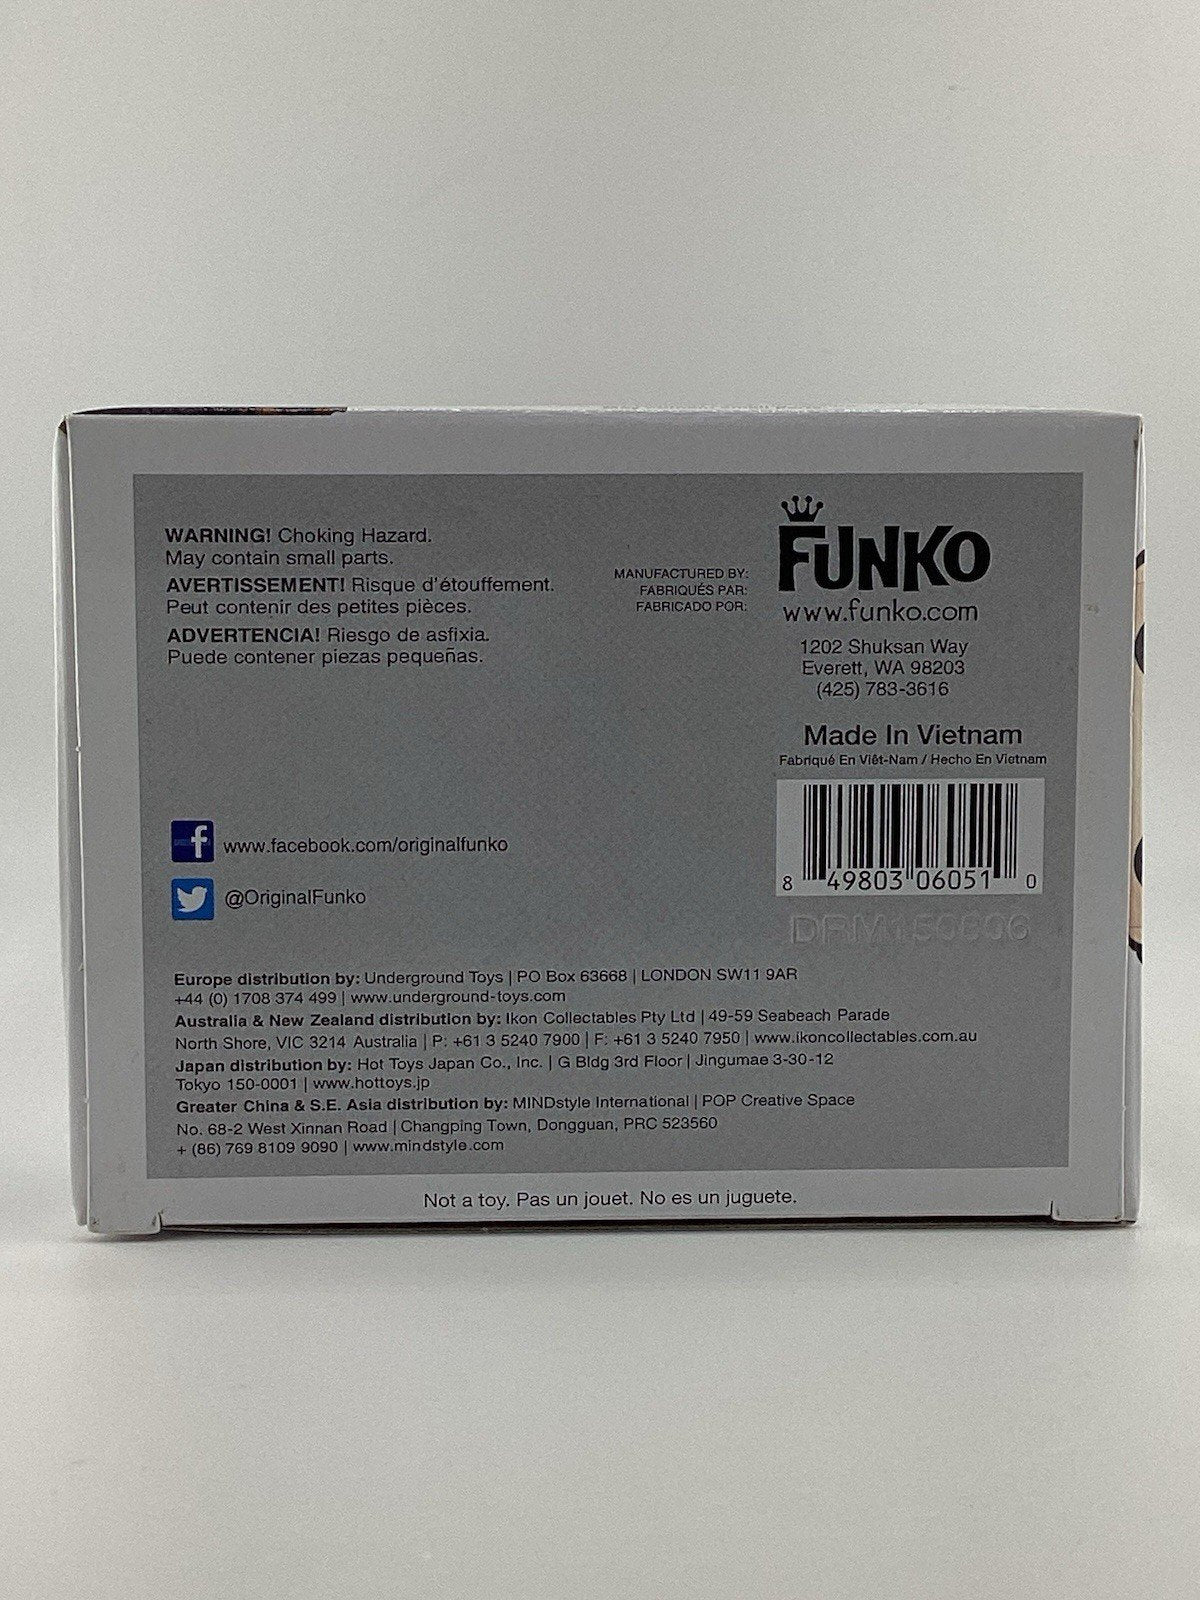 WARNING! Choking Hazard.
May contain small parts.
AVERTISSEMENT! Risque d'étouffement.
Peut contenir des petites pièces.
ADVERTENCIA! Riesgo de asfixia.
Puede contener piezas pequeñas.
MANUFACTURED BY:
FABRIQUÉS PAR:
FABRICADO POR:
FUNKO
www.funko.com
1202 Shuksan Way
Everett, WA 98203
(425) 783-3616
Made In Vietnam
Fabriqué En Viêt-Nam / Hecho En Vietnam
8 49803 06051 0
www.facebook.com/originalfunko
@OriginalFunko
Europe distribution by: Underground Toys | PO Box 63668 | LONDON SW11 9AR
+44 (0) 1708 374 499 | www.underground-toys.com
Australia & New Zealand distribution by: Ikon Collectables Pty Ltd | 49-59 Seabeach Parade
North Shore, VIC 3214 Australia | P: +61 3 5240 7900 | F: +61 3 5240 7950 | www.ikoncollectables.com.au
Japan distribution by: Hot Toys Japan Co., Inc. | G Bldg 3rd Floor | Jingumae 3-30-12
Tokyo 150-0001 | www.hottoys.jp
Greater China & S.E. Asia distribution by: MINDstyle International | POP Creative Space
No. 68-2 West Xinnan Road | Changping Town, Dongguan, PRC 523560
+ (86) 769 8109 9090 | www.mindstyle.com
Not a toy. Pas un jouet. No es un juguete.